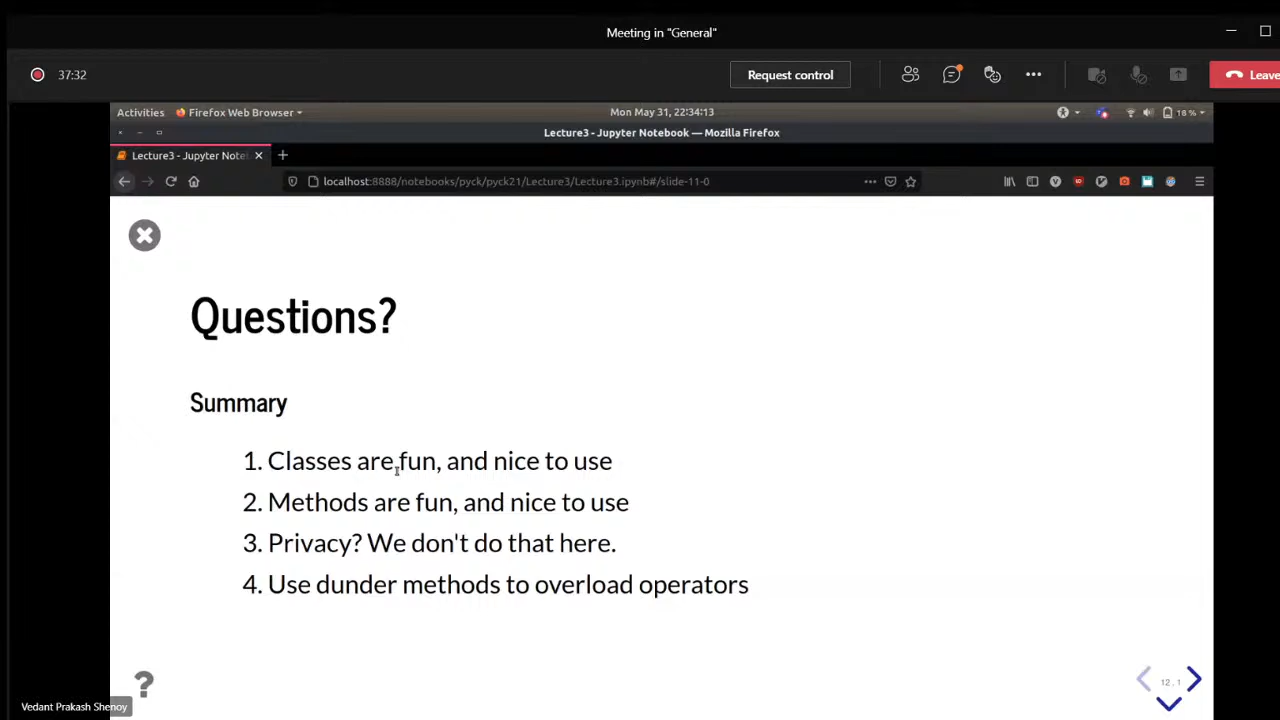 Meeting in "General"
37:32
Request control
Leave
Activities Firefox Web Browser
Mon May 31, 22:34:13
18 %
Lecture3 - Jupyter Notebook — Mozilla Firefox
Lecture3 - Jupyter Note
localhost:8888/notebooks/pyck/pyck21/Lecture3/Lecture3.ipynb#/slide-11-0
Questions?
Summary
1. Classes are fun, and nice to use
2. Methods are fun, and nice to use
3. Privacy? We don't do that here.
4. Use dunder methods to overload operators
?
12.1
Vedant Prakash Shenoy